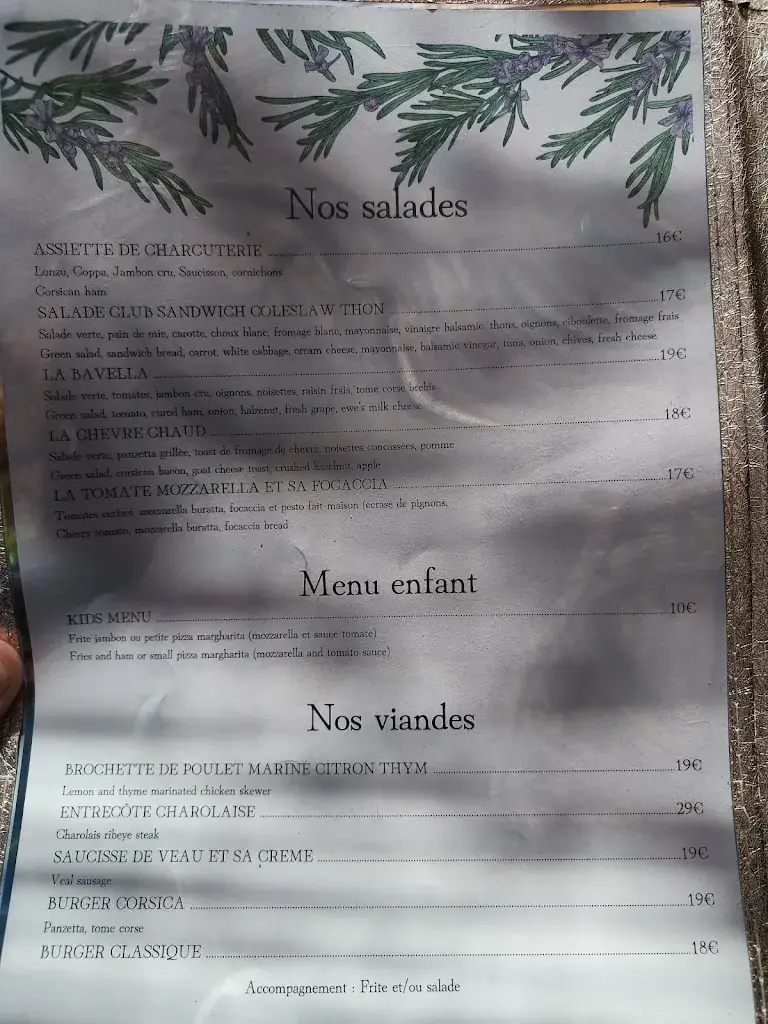 Nos salades
ASSIETTE DE CHARCUTERIE 16€
Lonzu, Coppa, Jambon cru, Saucisson, cornichons
Corsican ham
SALADE CLUB SANDWICH COLESLAW THON 17€
Salade verte, pain de mie, carotte, choux blanc, fromage blanc, mayonnaise, vinaigre balsamic, thons, oignons, ciboulette, fromage frais
Green salad, sandwich bread, carrot, white cabbage, cream cheese, mayonnaise, balsamic vinegar, tuna, onion, chives, fresh cheese
LA BAVELLA 19€
Salade verte, tomates, jambon cru, oignons, noisettes, raisin frais, tome corse brebis
Green salad, tomato, cured ham, onion, halzenut, fresh grape, ewe's milk cheese
LA CHEVRE CHAUD 18€
Salade verte, panzetta grillée, toast de fromage de chevre, noisettes concassées, pomme
Green salad, corsican bacon, goat cheese toast, crushed hazelnut, apple
LA TOMATE MOZZARELLA ET SA FOCACCIA 17€
Tomates cerises, mozzarella buratta, focaccia et pesto fait-maison (écrase de pignons,
Cherry tomato, mozzarella buratta, focaccia bread
Menu enfant
KIDS MENU 10€
Frite jambon ou petite pizza margharita (mozzarella et sauce tomate)
Fries and ham or small pizza margharita (mozzarella and tomato sauce)
Nos viandes
BROCHETTE DE POULET MARINÉ CITRON THYM 19€
Lemon and thyme marinated chicken skewer
ENTRECÔTE CHAROLAISE 29€
Charolais ribeye steak
SAUCISSE DE VEAU ET SA CREME 19€
Veal sausage
BURGER CORSICA 19€
Panzetta, tome corse
BURGER CLASSIQUE 18€
Accompagnement : Frite et/ou salade